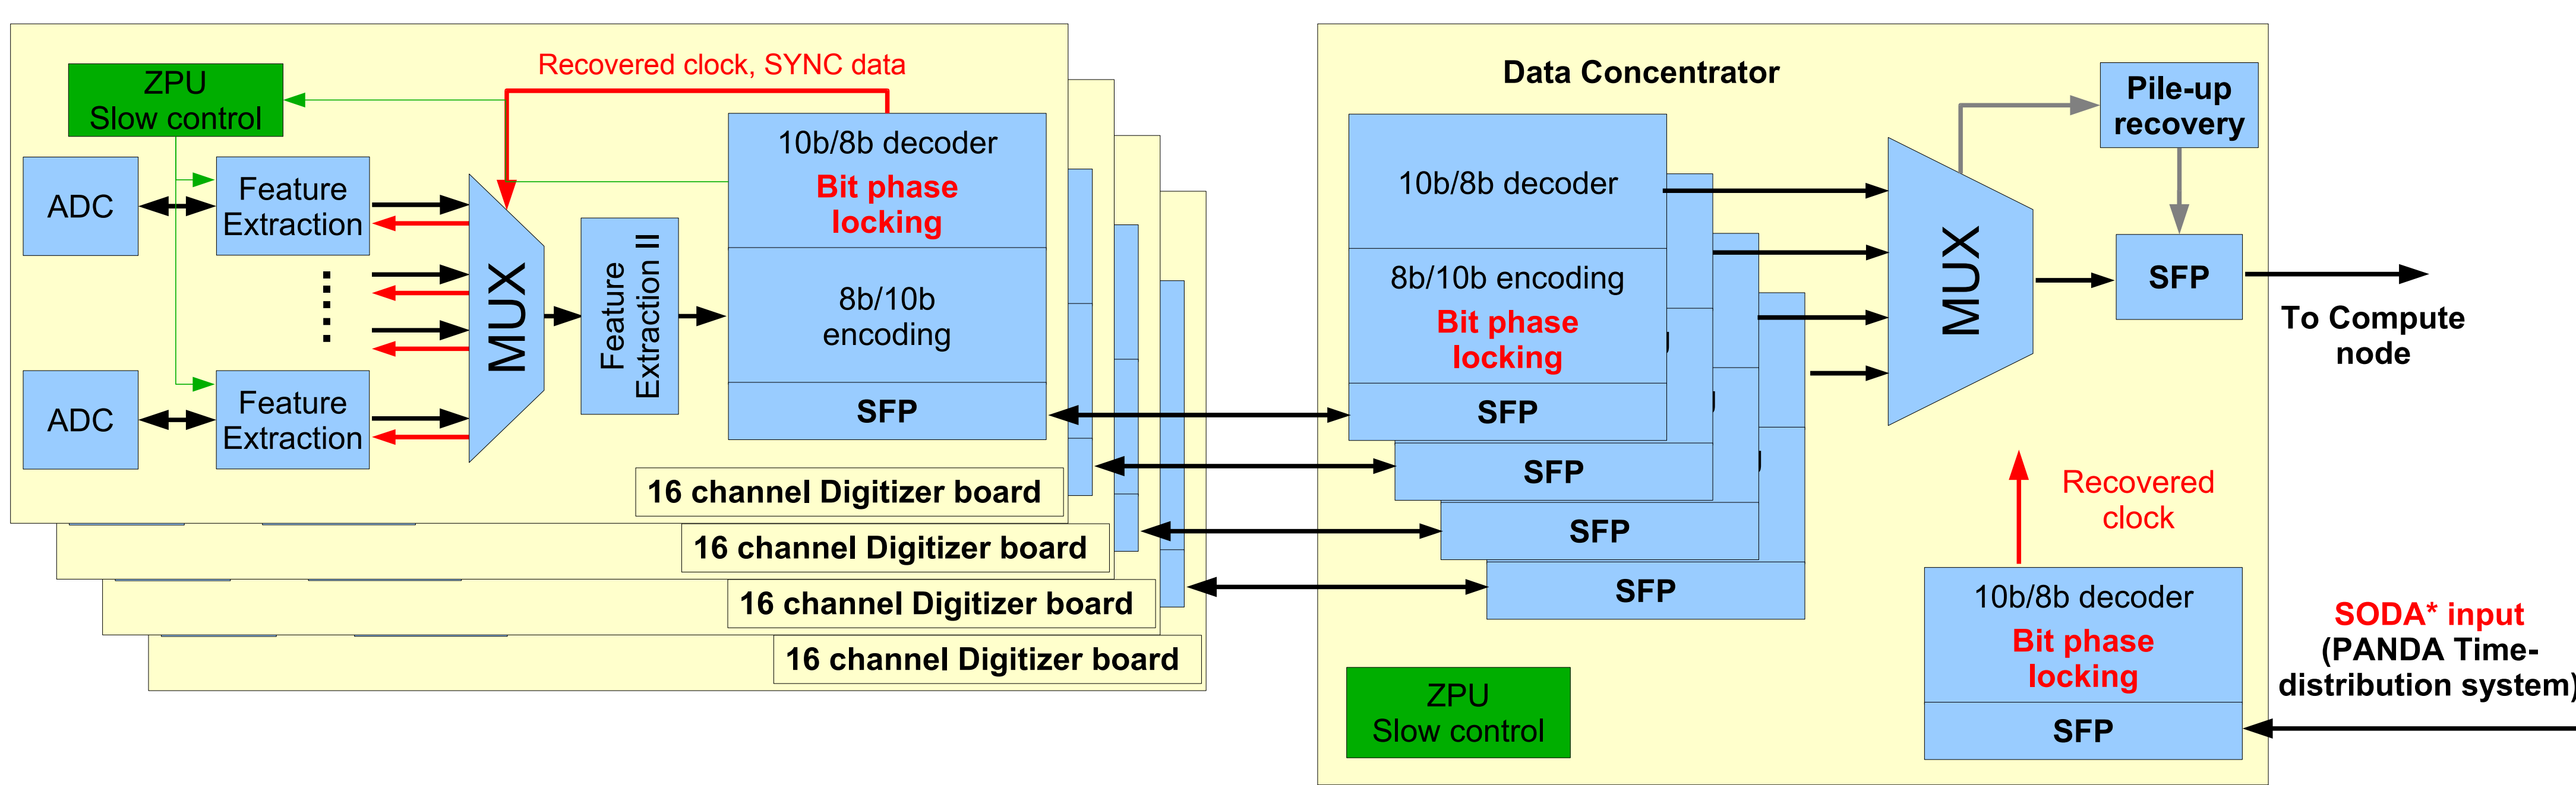 Recovered clock, SYNC data
ZPU
Slow control
ADC
Feature
Extraction
ADC
Feature
Extraction
MUX
Feature
Extraction II
10b/8b decoder
Bit phase
locking
8b/10b
encoding
SFP
16 channel Digitizer board
16 channel Digitizer board
16 channel Digitizer board
16 channel Digitizer board
Data Concentrator
10b/8b decoder
8b/10b encoding
Bit phase
locking
SFP
SFP
SFP
SFP
ZPU
Slow control
MUX
Pile-up
recovery
SFP
To Compute
node
Recovered
clock
10b/8b decoder
Bit phase
locking
SFP
SODA* input
(PANDA Time-
distribution system)